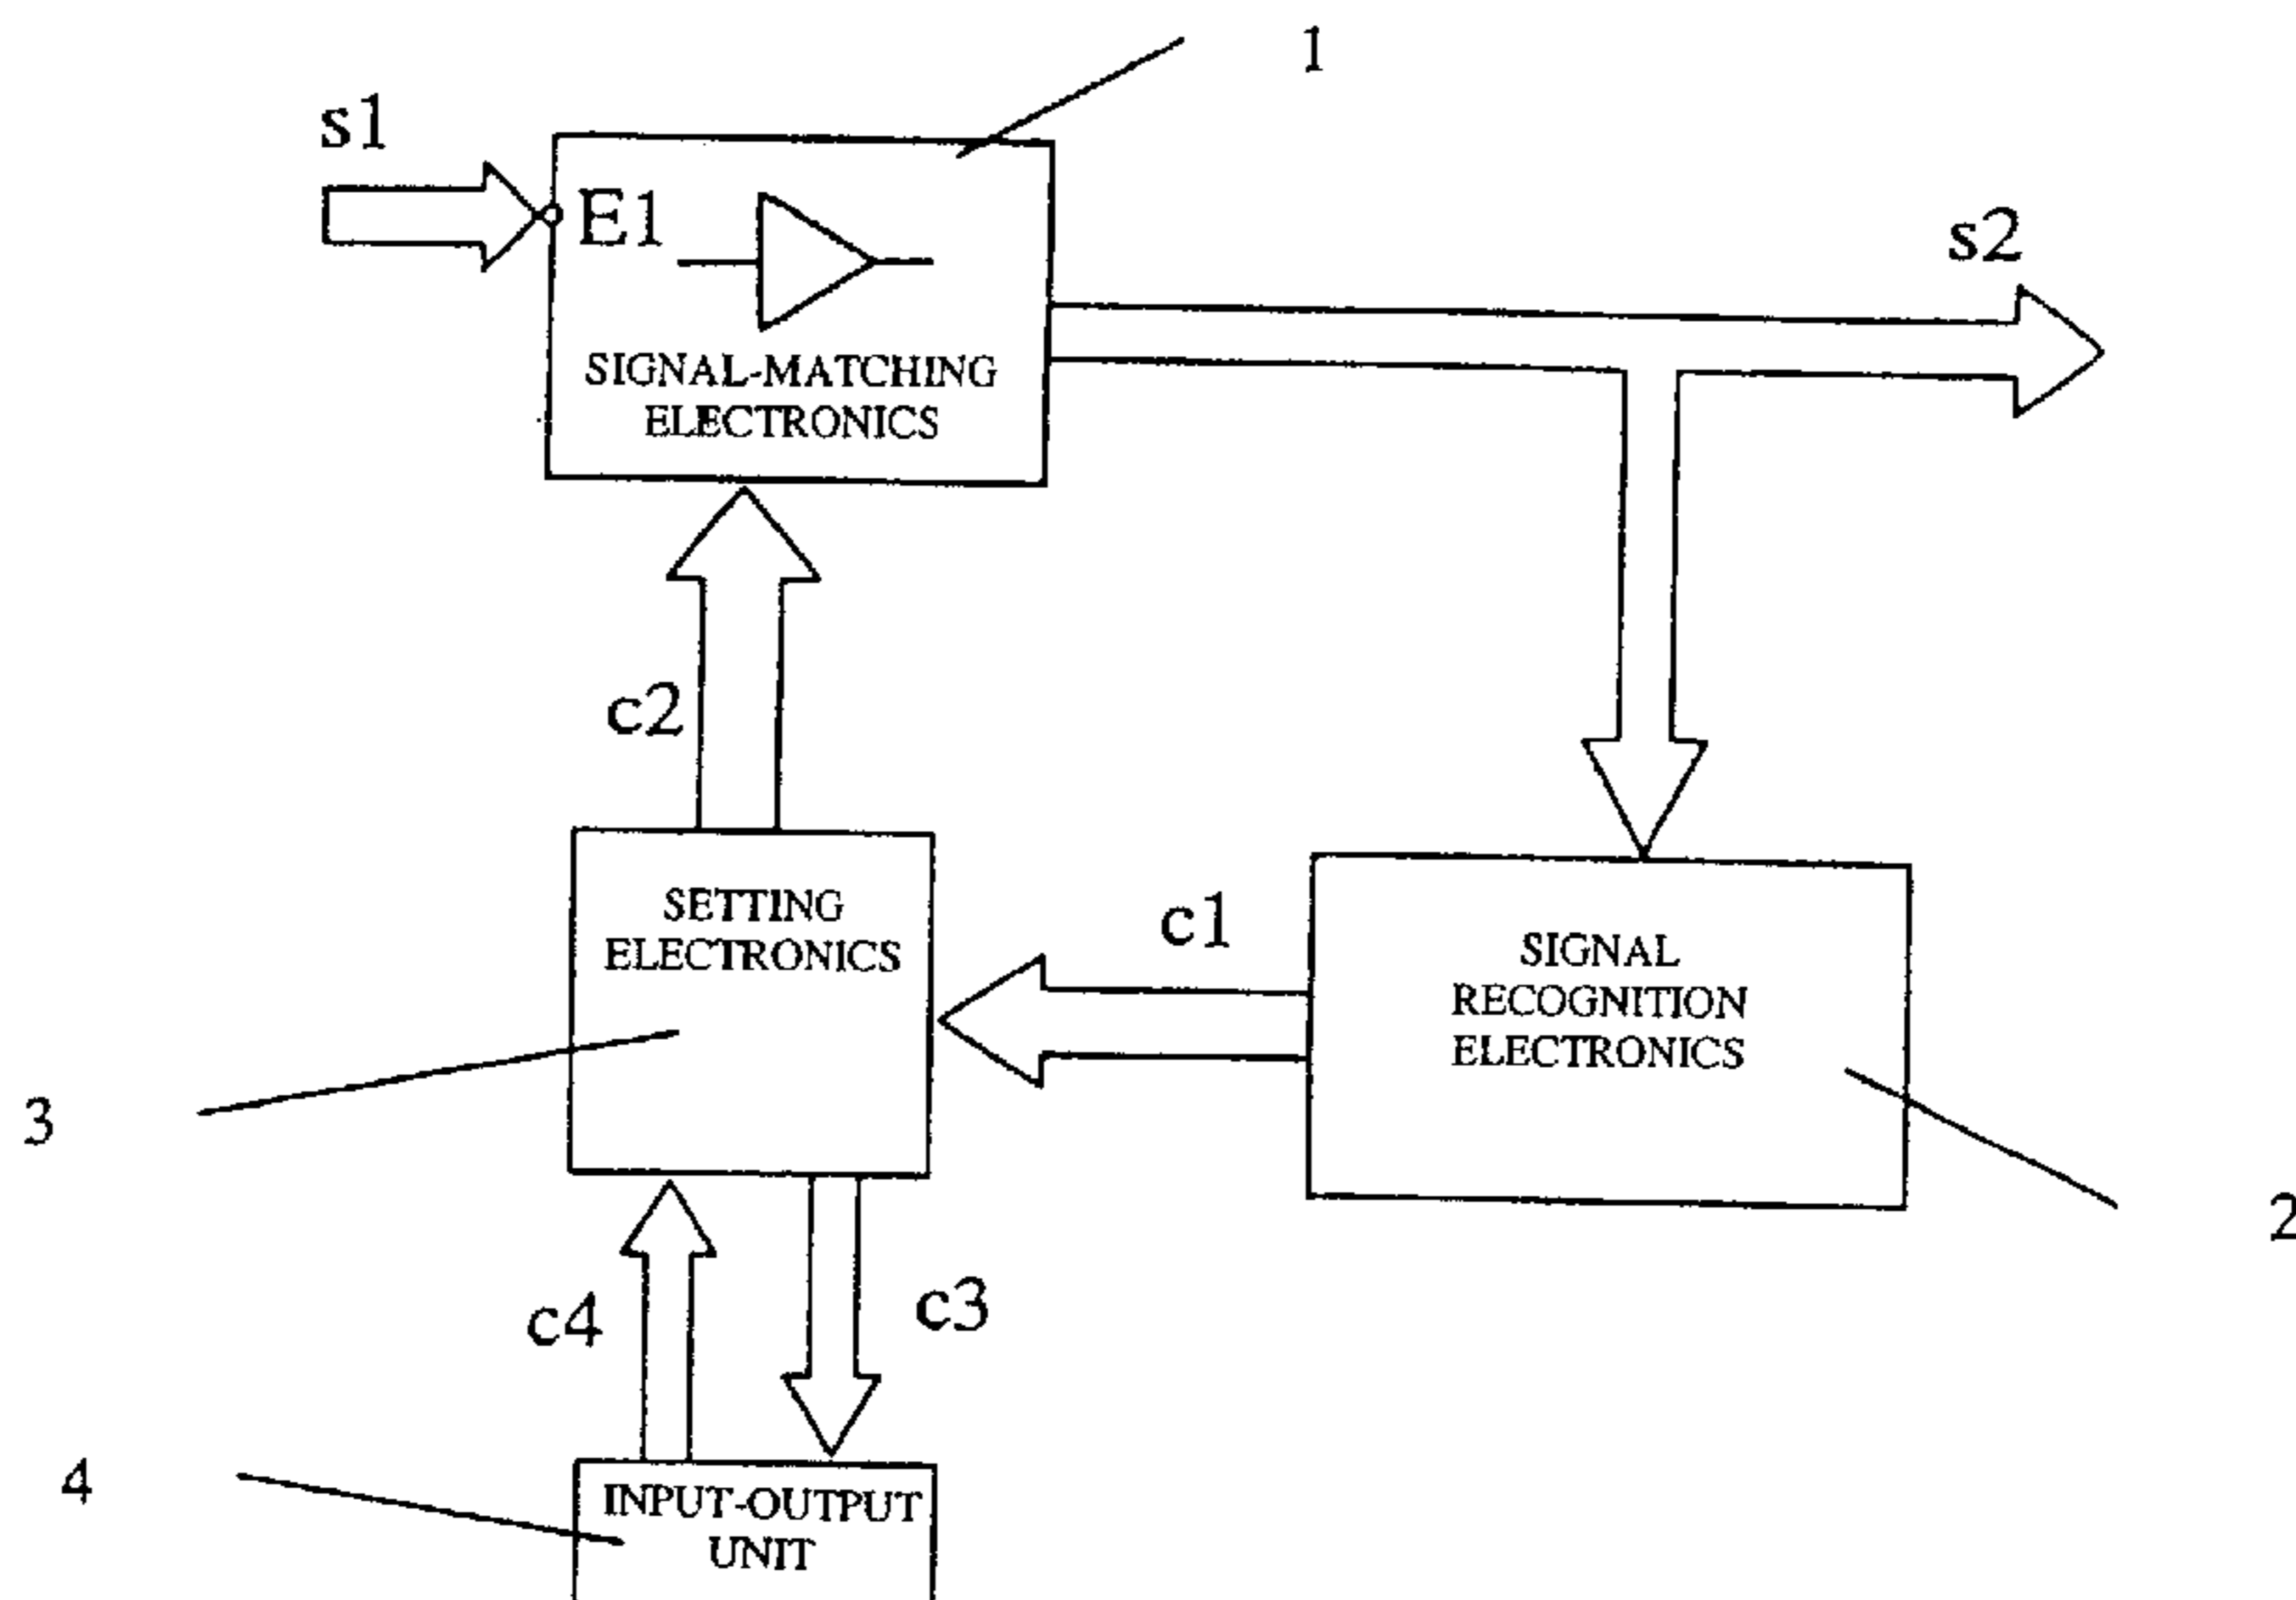 1
s1
E1
s2
SIGNAL-MATCHING
ELECTRONICS
c2
SETTING
ELECTRONICS
c1
SIGNAL
RECOGNITION
ELECTRONICS
3
2
c4
c3
4
INPUT-OUTPUT
UNIT